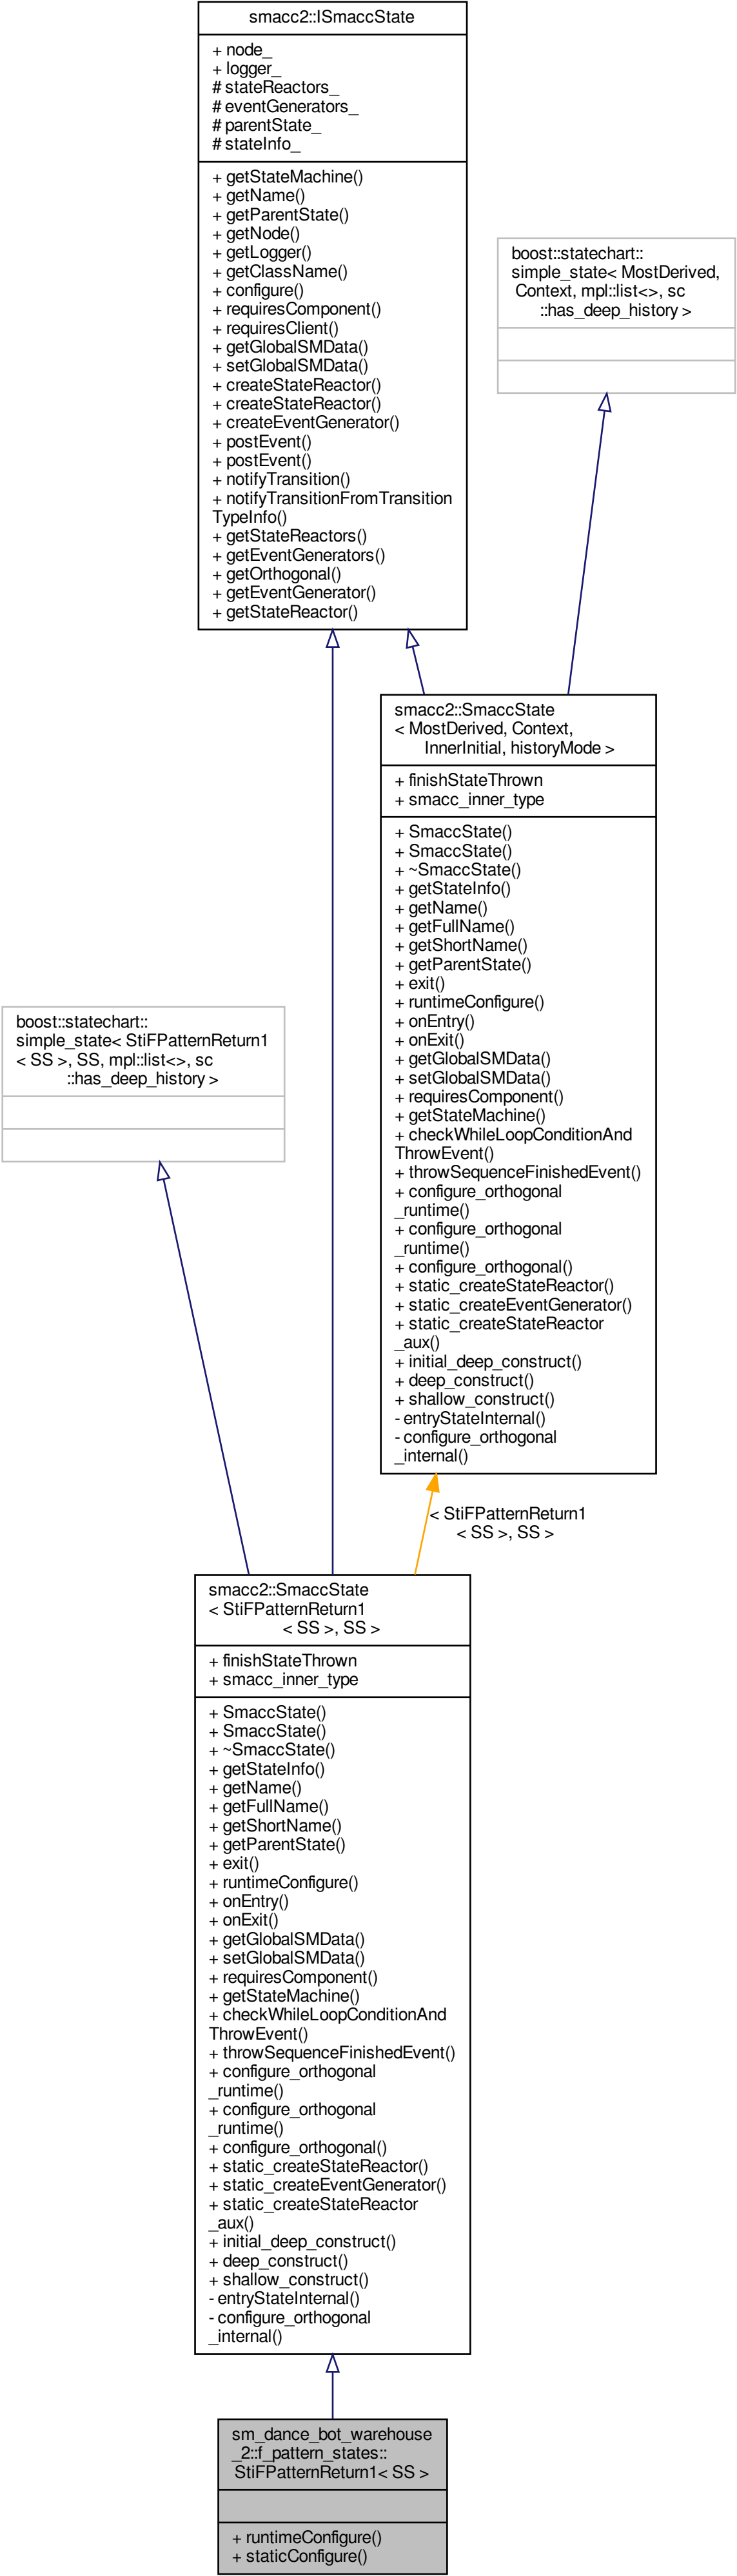 smacc2::ISmaccState
+ node_
+ logger_
# stateReactors_
# eventGenerators_
# parentState_
# stateInfo_
+ getStateMachine()
+ getName()
+ getParentState()
+ getNode()
+ getLogger()
+ getClassName()
+ configure()
+ requiresComponent()
+ requiresClient()
+ getGlobalSMData()
+ setGlobalSMData()
+ createStateReactor()
+ createStateReactor()
+ createEventGenerator()
+ postEvent()
+ postEvent()
+ notifyTransition()
+ notifyTransitionFromTransition
TypeInfo()
+ getStateReactors()
+ getEventGenerators()
+ getOrthogonal()
+ getEventGenerator()
+ getStateReactor()
boost::statechart::
simple_state< MostDerived,
Context, mpl::list<>, sc
::has_deep_history >
smacc2::SmaccState
< MostDerived, Context,
InnerInitial, historyMode >
+ finishStateThrown
+ smacc_inner_type
+ SmaccState()
+ SmaccState()
+ ~SmaccState()
+ getStateInfo()
+ getName()
+ getFullName()
+ getShortName()
+ getParentState()
+ exit()
+ runtimeConfigure()
+ onEntry()
+ onExit()
+ getGlobalSMData()
+ setGlobalSMData()
+ requiresComponent()
+ getStateMachine()
+ checkWhileLoopConditionAnd
ThrowEvent()
+ throwSequenceFinishedEvent()
+ configure_orthogonal
_runtime()
+ configure_orthogonal
_runtime()
+ configure_orthogonal()
+ static_createStateReactor()
+ static_createEventGenerator()
+ static_createStateReactor
_aux()
+ initial_deep_construct()
+ deep_construct()
+ shallow_construct()
- entryStateInternal()
- configure_orthogonal
_internal()
boost::statechart::
simple_state< StiFPatternReturn1
< SS >, SS, mpl::list<>, sc
::has_deep_history >
< StiFPatternReturn1
< SS >, SS >
smacc2::SmaccState
< StiFPatternReturn1
< SS >, SS >
+ finishStateThrown
+ smacc_inner_type
+ SmaccState()
+ SmaccState()
+ ~SmaccState()
+ getStateInfo()
+ getName()
+ getFullName()
+ getShortName()
+ getParentState()
+ exit()
+ runtimeConfigure()
+ onEntry()
+ onExit()
+ getGlobalSMData()
+ setGlobalSMData()
+ requiresComponent()
+ getStateMachine()
+ checkWhileLoopConditionAnd
ThrowEvent()
+ throwSequenceFinishedEvent()
+ configure_orthogonal
_runtime()
+ configure_orthogonal
_runtime()
+ configure_orthogonal()
+ static_createStateReactor()
+ static_createEventGenerator()
+ static_createStateReactor
_aux()
+ initial_deep_construct()
+ deep_construct()
+ shallow_construct()
- entryStateInternal()
- configure_orthogonal
_internal()
sm_dance_bot_warehouse
_2::f_pattern_states::
StiFPatternReturn1< SS >
+ runtimeConfigure()
+ staticConfigure()